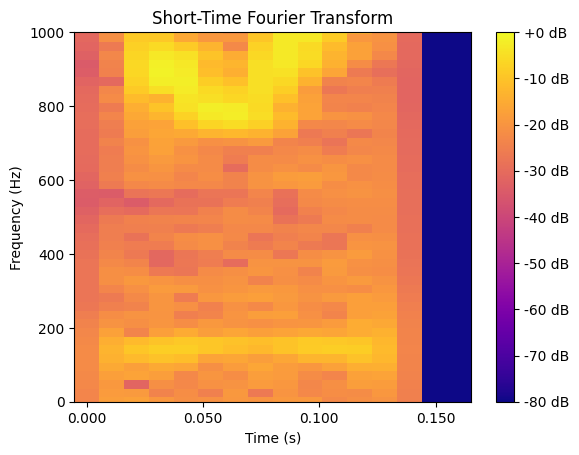 Short-Time Fourier Transform
Frequency (Hz)
1000
800
600
400
200
0
0.000
0.050
0.100
0.150
Time (s)
+0 dB
-10 dB
-20 dB
-30 dB
-40 dB
-50 dB
-60 dB
-70 dB
-80 dB